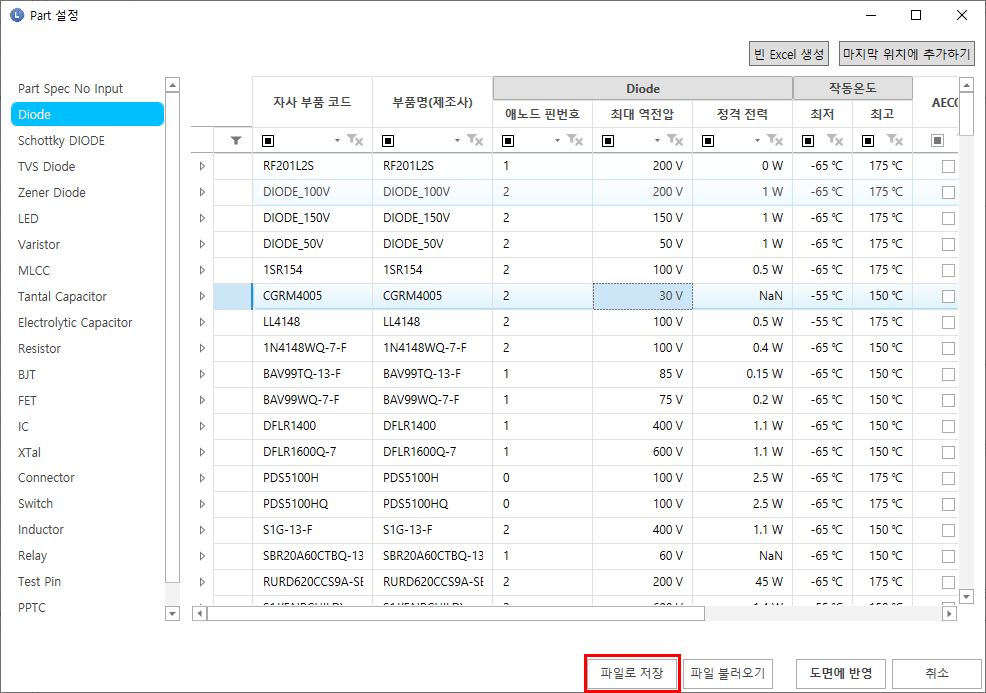 Part 설정
빈 Excel 생성 마지막 위치에 추가하기
Part Spec No Input
Diode
Schottky DIODE
TVS Diode
Zener Diode
LED
Varistor
MLCC
Tantal Capacitor
Electrolytic Capacitor
Resistor
BJT
FET
IC
XTal
Connector
Switch
Inductor
Relay
Test Pin
PPTC
자사 부품 코드 부품명(제조사) Diode 작동온도 AEC
애노드 핀번호 최대 역전압 정격 전력 최저 최고
RF201L2S RF201L2S 1 200 V 0 W -65 ℃ 175 ℃
DIODE_100V DIODE_100V 2 200 V 1 W -65 ℃ 175 ℃
DIODE_150V DIODE_150V 2 150 V 1 W -65 ℃ 175 ℃
DIODE_50V DIODE_50V 2 50 V 1 W -65 ℃ 175 ℃
1SR154 1SR154 2 100 V 0.5 W -65 ℃ 175 ℃
CGRM4005 CGRM4005 2 30 V NaN -55 ℃ 150 ℃
LL4148 LL4148 2 100 V 0.5 W -55 ℃ 175 ℃
1N4148WQ-7-F 1N4148WQ-7-F 2 100 V 0.4 W -65 ℃ 150 ℃
BAV99TQ-13-F BAV99TQ-13-F 1 85 V 0.15 W -65 ℃ 150 ℃
BAV99WQ-7-F BAV99WQ-7-F 1 75 V 0.2 W -65 ℃ 150 ℃
DFLR1400 DFLR1400 1 400 V 1.1 W -65 ℃ 150 ℃
DFLR1600Q-7 DFLR1600Q-7 1 600 V 1.1 W -65 ℃ 150 ℃
PDS5100H PDS5100H 0 100 V 2.5 W -65 ℃ 175 ℃
PDS5100HQ PDS5100HQ 0 100 V 2.5 W -65 ℃ 175 ℃
S1G-13-F S1G-13-F 2 400 V 1.1 W -65 ℃ 150 ℃
SBR20A60CTBQ-13 SBR20A60CTBQ-13 1 60 V NaN -65 ℃ 150 ℃
RURD620CCS9A-SE RURD620CCS9A-SE 2 200 V 45 W -65 ℃ 175 ℃
파일로 저장 파일 불러오기 도면에 반영 취소